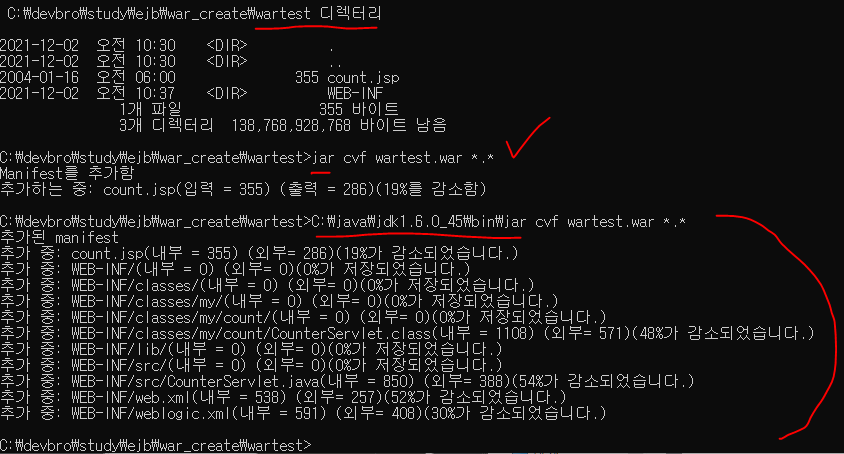 C:₩devbro₩study₩ejb₩war_create₩wartest 디렉터리
2021-12-02 오전 10:30 <DIR> .
2021-12-02 오전 10:30 <DIR> ..
2004-01-16 오전 06:00 355 count.jsp
2021-12-02 오전 10:37 <DIR> WEB-INF
1개 파일 355 바이트
3개 디렉터리 138,768,928,768 바이트 남음
C:₩devbro₩study₩ejb₩war_create₩wartest>jar cvf wartest.war *.*
Manifest를 추가함
추가하는 중: count.jsp(입력 = 355) (출력 = 286)(19%를 감소함)
C:₩devbro₩study₩ejb₩war_create₩wartest>C:₩java₩jdk1.6.0_45₩bin₩jar cvf wartest.war *.*
추가된 manifest
추가 중: count.jsp(내부 = 355) (외부= 286)(19%가 감소되었습니다.)
추가 중: WEB-INF/(내부 = 0) (외부= 0)(0%가 저장되었습니다.)
추가 중: WEB-INF/classes/(내부 = 0) (외부= 0)(0%가 저장되었습니다.)
추가 중: WEB-INF/classes/my/(내부 = 0) (외부= 0)(0%가 저장되었습니다.)
추가 중: WEB-INF/classes/my/count/(내부 = 0) (외부= 0)(0%가 저장되었습니다.)
추가 중: WEB-INF/classes/my/count/CounterServlet.class(내부 = 1108) (외부= 571)(48%가 감소되었습니다.)
추가 중: WEB-INF/lib/(내부 = 0) (외부= 0)(0%가 저장되었습니다.)
추가 중: WEB-INF/src/(내부 = 0) (외부= 0)(0%가 저장되었습니다.)
추가 중: WEB-INF/src/CounterServlet.java(내부 = 850) (외부= 388)(54%가 감소되었습니다.)
추가 중: WEB-INF/web.xml(내부 = 538) (외부= 257)(52%가 감소되었습니다.)
추가 중: WEB-INF/weblogic.xml(내부 = 591) (외부= 408)(30%가 감소되었습니다.)
C:₩devbro₩study₩ejb₩war_create₩wartest>